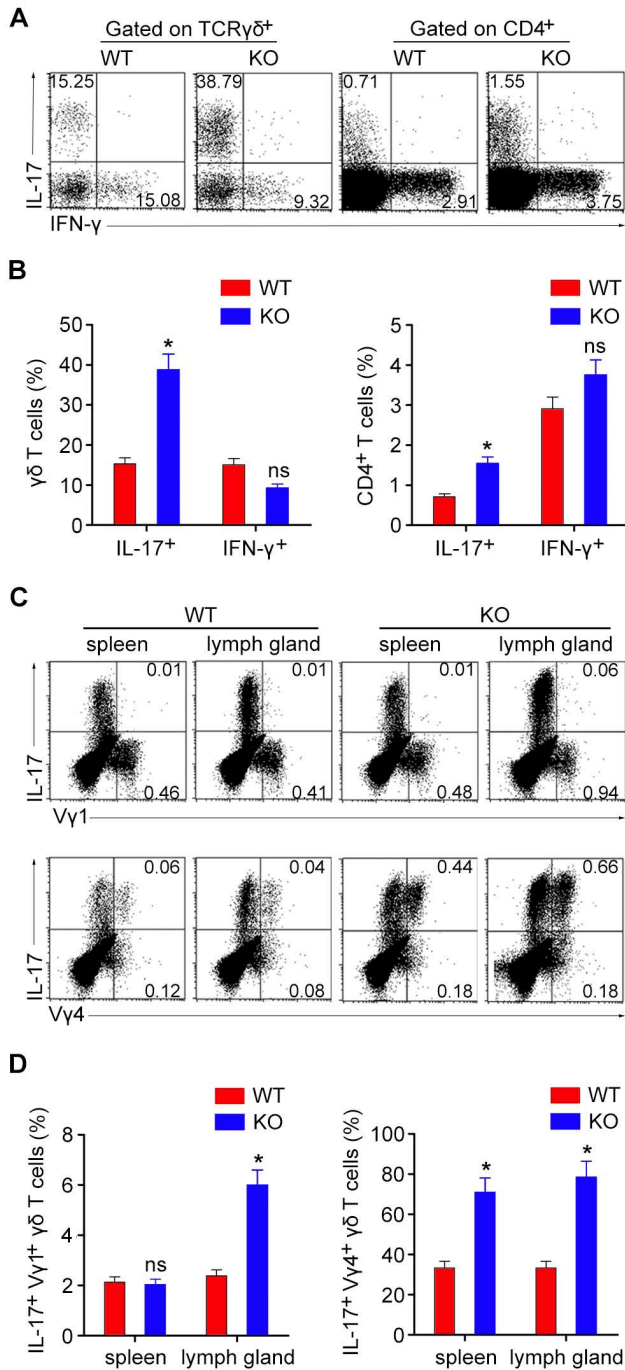 A
Gated on TCRγδ+ Gated on CD4+
WT KO WT KO
15.25 38.79 0.71 1.55
IL-17
15.08 9.32 2.91 3.75
IFN-γ
B
WT WT
KO KO
γδ T cells (%)
50
40
30
20
10
0
* ns
IL-17+ IFN-γ+
CD4+ T cells (%)
5
4
3
2
1
0
* ns
IL-17+ IFN-γ+
C
WT KO
spleen lymph gland spleen lymph gland
0.01 0.01 0.01 0.06
IL-17
0.46 0.41 0.48 0.94
Vγ1
0.06 0.04 0.44 0.66
IL-17
0.12 0.08 0.18 0.18
Vγ4
D
WT WT
KO KO
IL-17+ Vγ1+ γδ T cells (%)
8
6
4
2
0
ns *
spleen lymph gland
IL-17+ Vγ4+ γδ T cells (%)
100
80
60
40
20
0
* *
spleen lymph gland